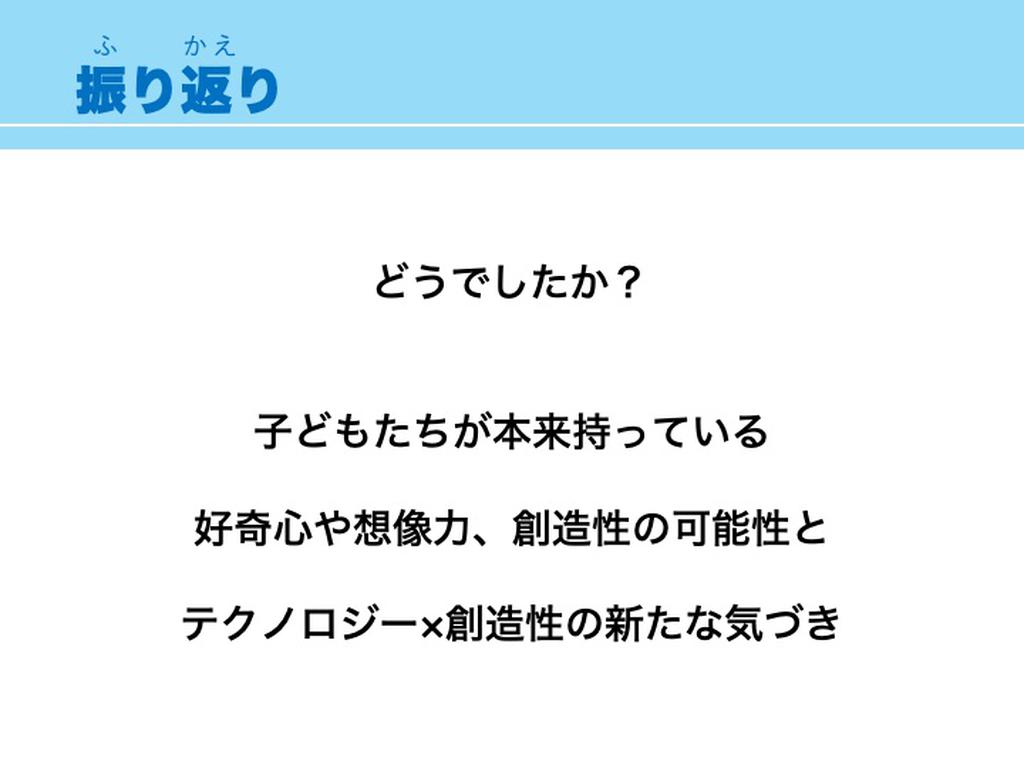 ふ かえ
振り返り
どうでしたか？
子どもたちが本来持っている
好奇心や想像力、創造性の可能性と
テクノロジー×創造性の新たな気づき